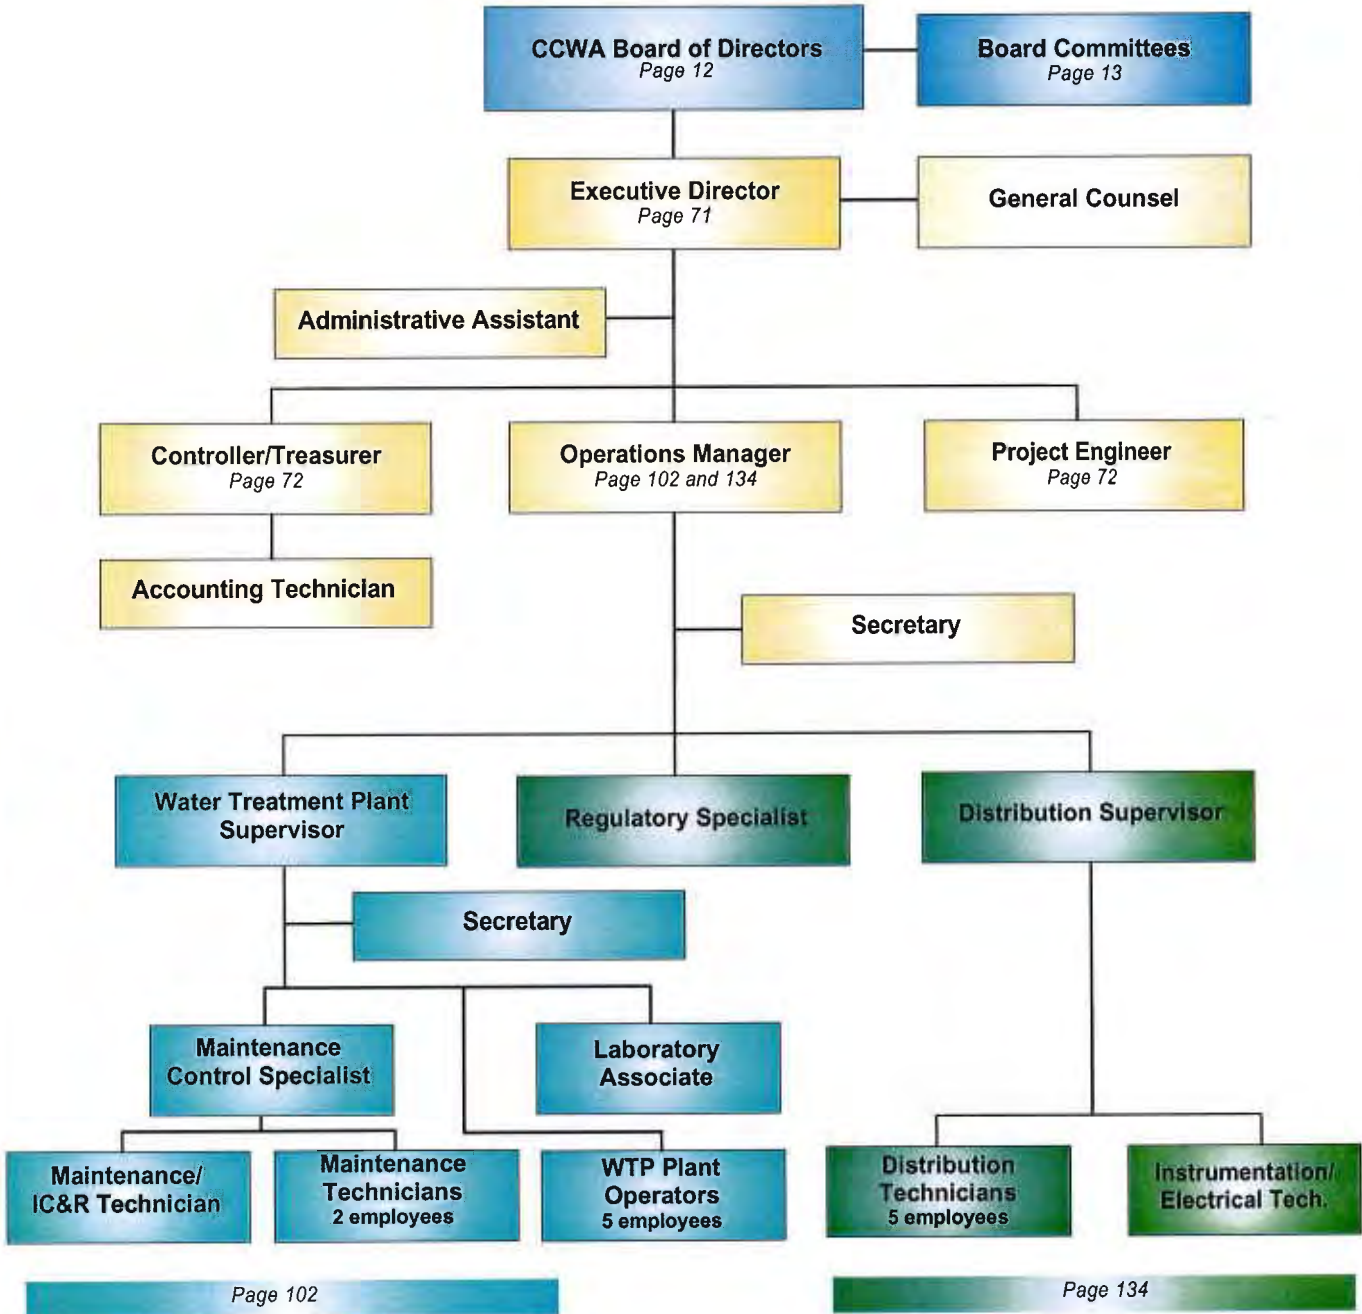 CCWA Board of Directors
Page 12
Board Committees
Page 13
Executive Director
Page 71
General Counsel
Administrative Assistant
Controller/Treasurer
Page 72
Operations Manager
Page 102 and 134
Project Engineer
Page 72
Accounting Technician
Secretary
Water Treatment Plant
Supervisor
Regulatory Specialist
Distribution Supervisor
Secretary
Maintenance
Control Specialist
Laboratory
Associate
Maintenance/
IC&R Technician
Maintenance
Technicians
2 employees
WTP Plant
Operators
5 employees
Distribution
Technicians
5 employees
Instrumentation/
Electrical Tech.
Page 102
Page 134